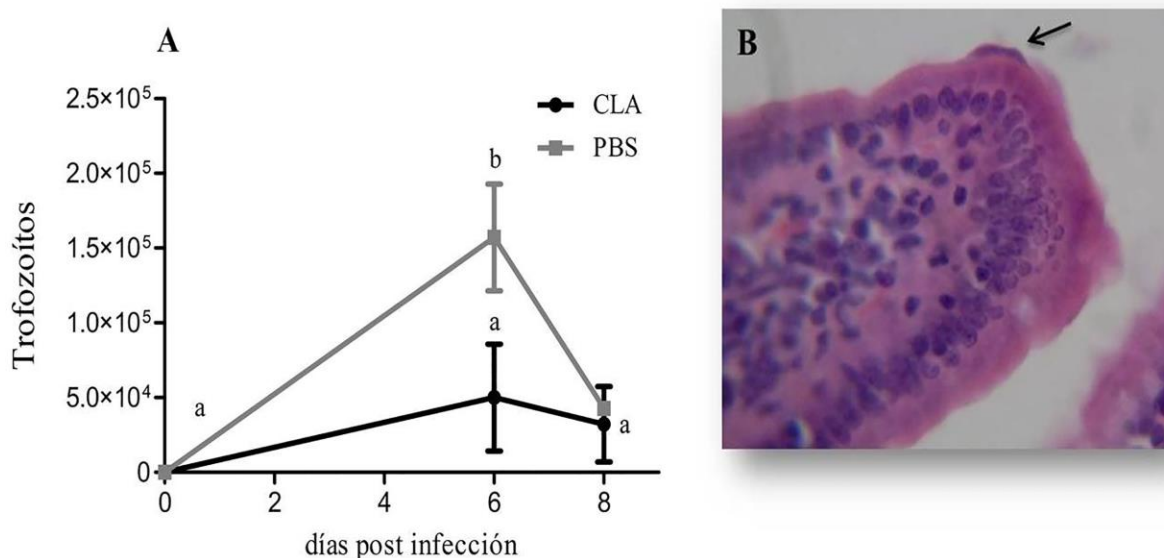 A
2.5×10⁵
2.0×10⁵
1.5×10⁵
1.0×10⁵
5.0×10⁴
0
Trofozoítos
0
2
4
6
8
días post infección
CLA
PBS
a
b
a
a
B